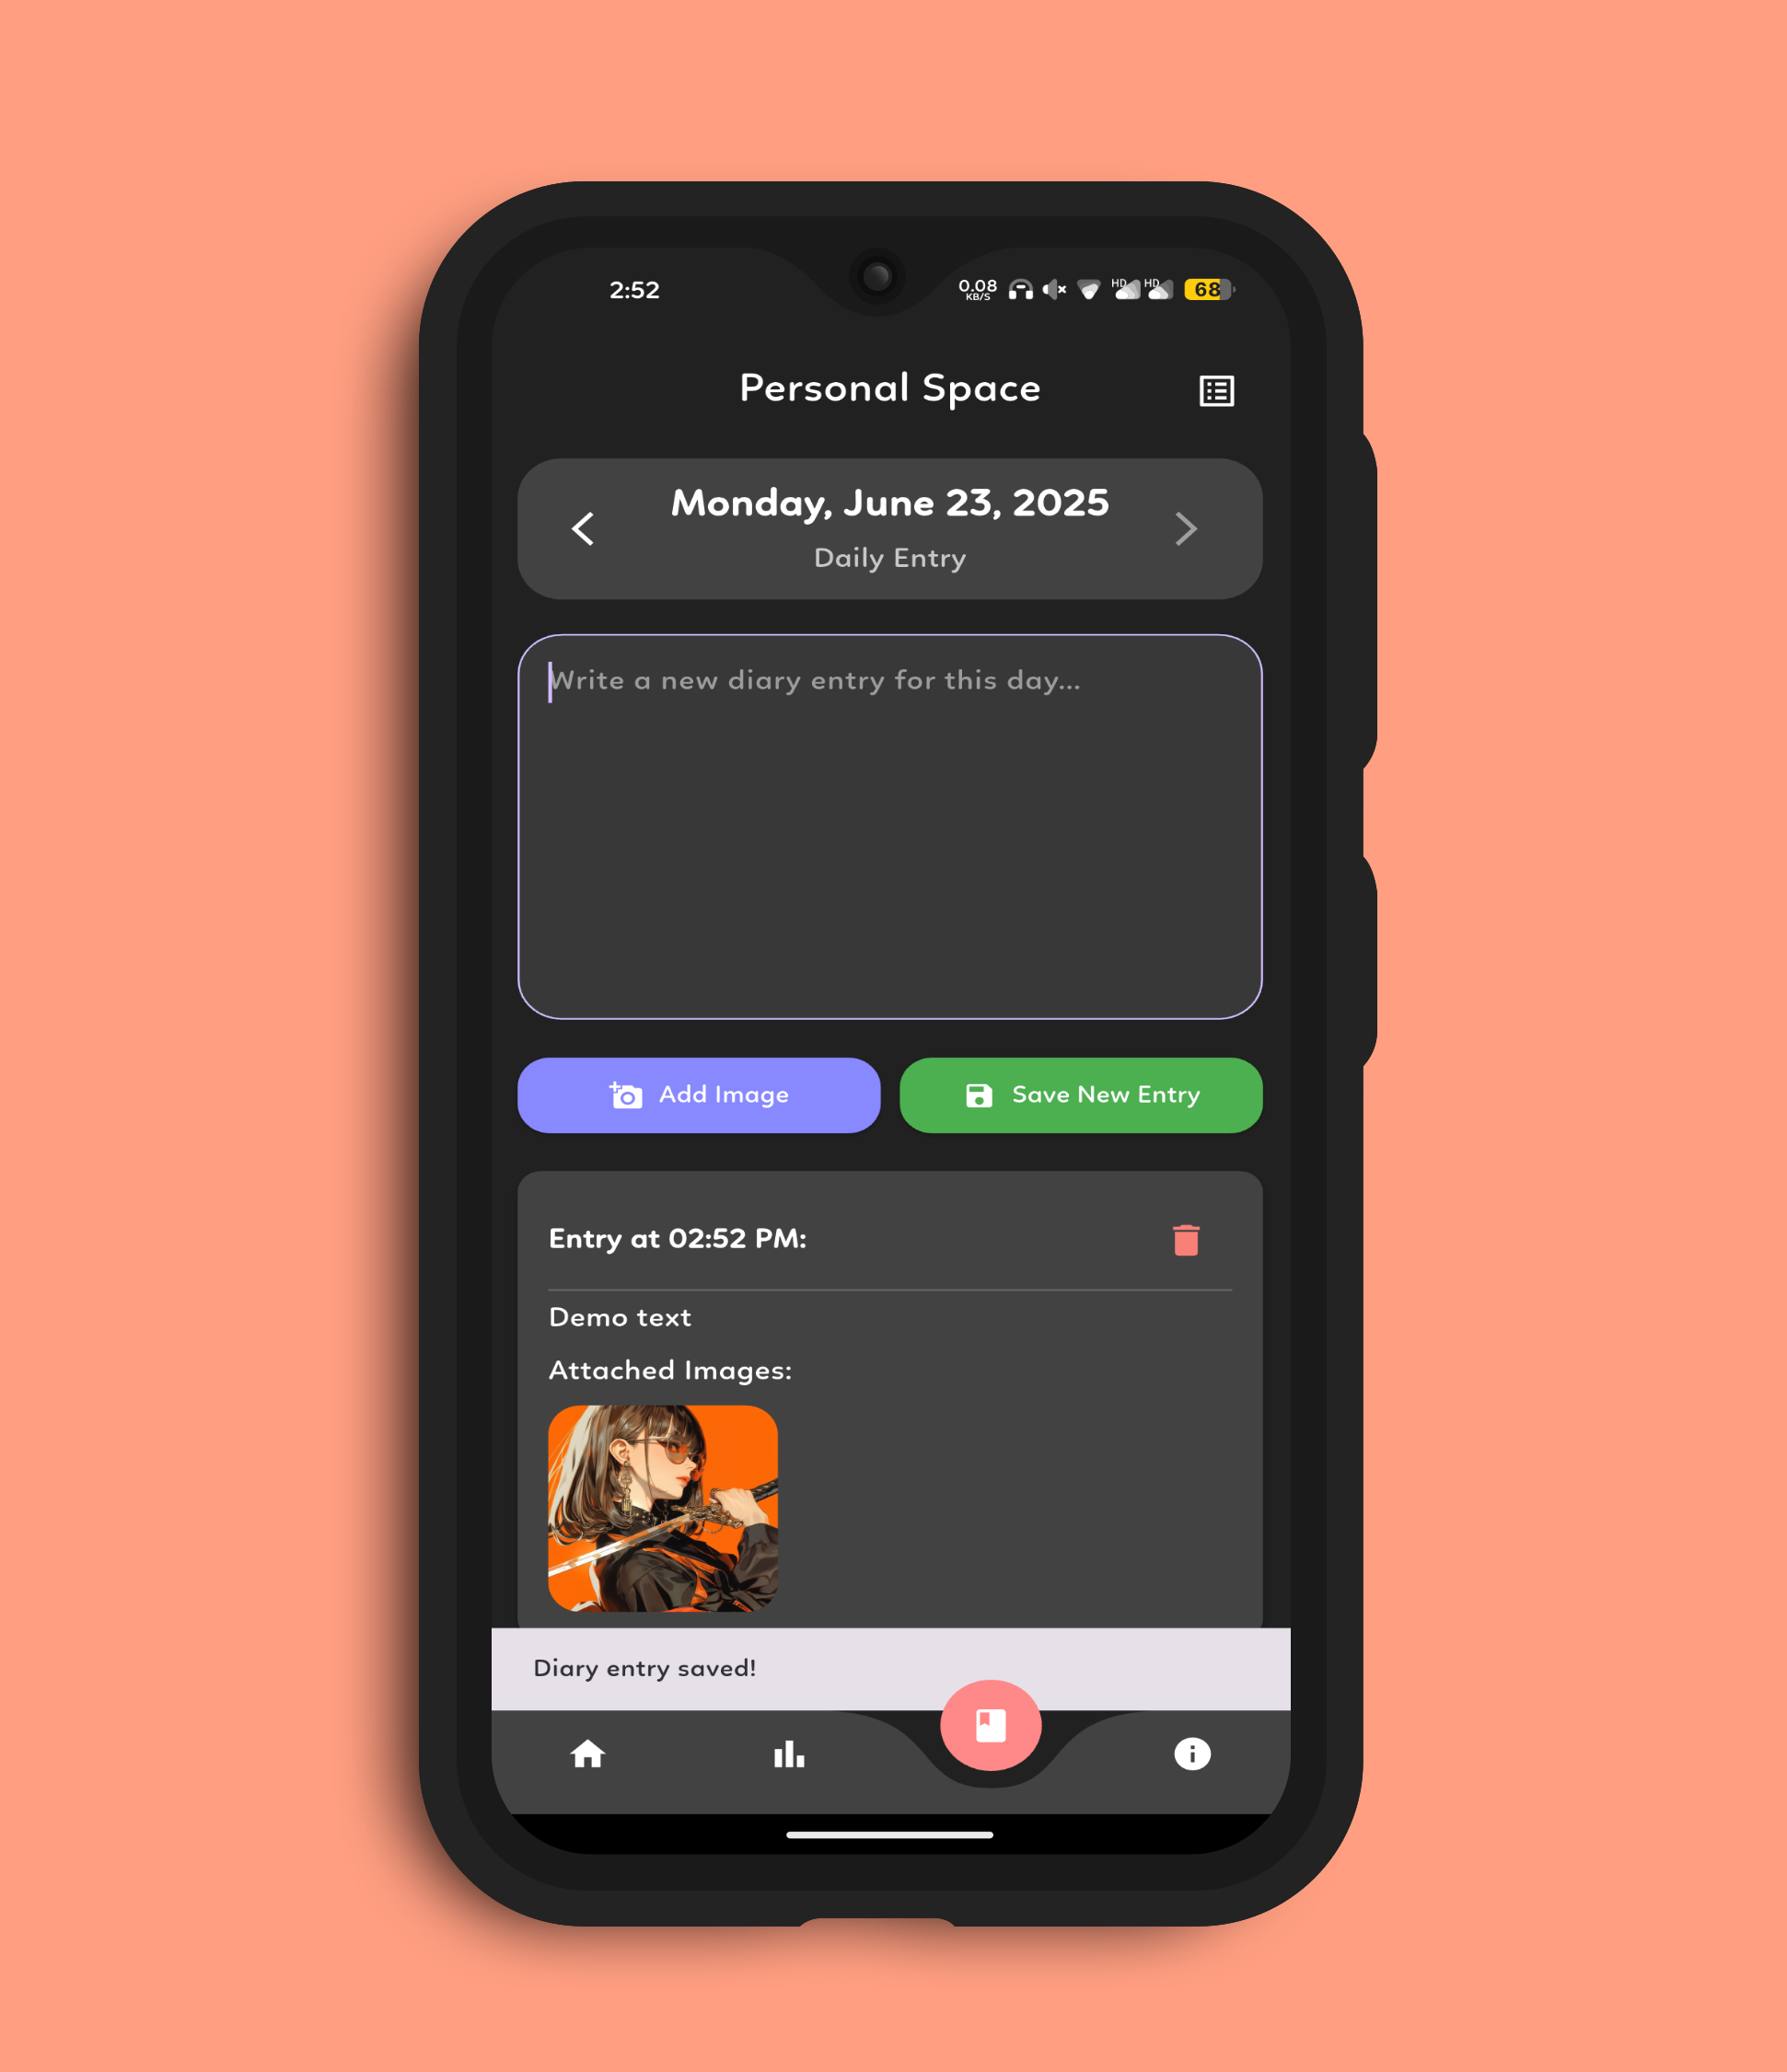 2:52
0.08
KB/S
HD HD
68
Personal Space
Monday, June 23, 2025
Daily Entry
Write a new diary entry for this day...
Add Image
Save New Entry
Entry at 02:52 PM:
Demo text
Attached Images:
Diary entry saved!